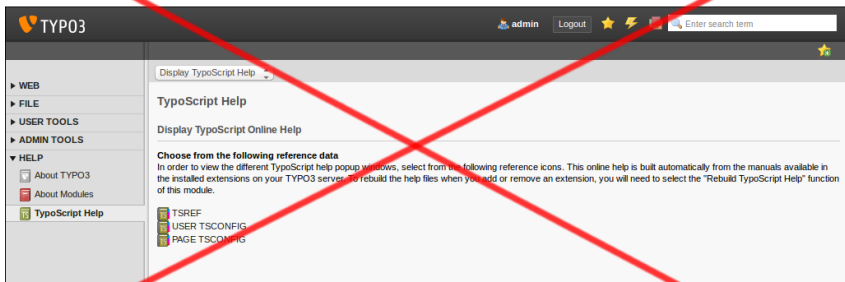 TYPO3
admin Logout Enter search term
Display TypoScript Help
WEB
FILE
USER TOOLS
ADMIN TOOLS
HELP
About TYPO3
About Modules
TypoScript Help
TypoScript Help
Display TypoScript Online Help
Choose from the following reference data
In order to view the different TypoScript help popup windows, select from the following reference icons. This online help is built automatically from the manuals available in
the installed extensions on your TYPO3 server. To rebuild the help files when you add or remove an extension, you will need to select the "Rebuild TypoScript Help" function
of this module.
TSREF
USER TSCONFIG
PAGE TSCONFIG